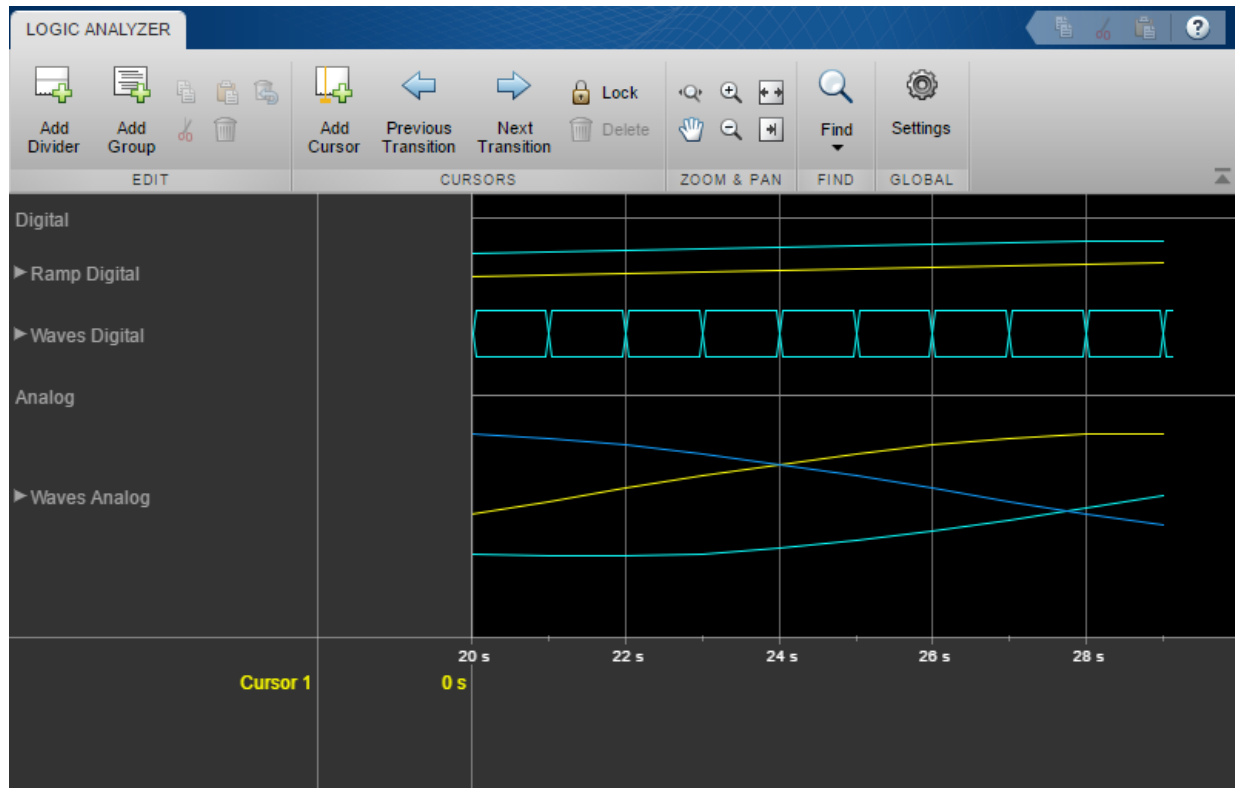 LOGIC ANALYZER
?
Add Divider
Add Group
Add Cursor
Previous Transition
Next Transition
Lock
Delete
Find
Settings
EDIT
CURSORS
ZOOM & PAN
FIND
GLOBAL
Digital
Ramp Digital
Waves Digital
Analog
Waves Analog
20 s 22 s 24 s 26 s 28 s
Cursor 1 0 s